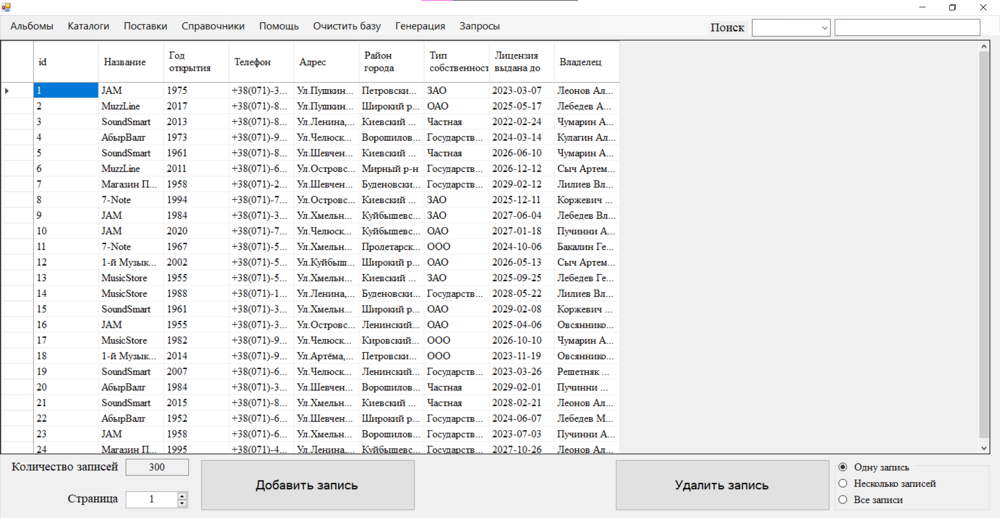 Альбомы Каталоги Поставки Справочники Помощь Очистить базу Генерация Запросы Поиск
id Название Год открытия Телефон Адрес Район города Тип собственност Лицензия выдана до Владелец
1 JAM 1975 +38(071)-3... Ул.Пушкин... Петровски... ЗАО 2023-03-07 Леонов Ал...
2 MuzzLine 2017 +38(071)-8... Ул.Пушкин... Широкий р... ОАО 2025-05-17 Лебедев А...
3 SoundSmart 2013 +38(071)-8... Ул.Ленина,... Киевский ... Частная 2022-02-24 Чумарин А...
4 АбырВалг 1973 +38(071)-9... Ул.Челюск... Ворошилов... Государств... 2024-03-14 Кулагин Ал...
5 SoundSmart 1961 +38(071)-8... Ул.Шевчен... Киевский ... Частная 2026-06-10 Чумарин А...
6 MuzzLine 2011 +38(071)-6... Ул.Островс... Мирный р-н Государств... 2026-12-12 Сыч Артем...
7 Магазин П... 1958 +38(071)-2... Ул.Шевчен... Буденовски... Государств... 2029-02-12 Лилиев Вл...
8 7-Note 1994 +38(071)-7... Ул.Островс... Киевский ... ЗАО 2025-12-11 Коржевич ...
9 JAM 1984 +38(071)-3... Ул.Хмельн... Куйбышевс... ЗАО 2027-06-04 Лебедев Вл...
10 JAM 2020 +38(071)-7... Ул.Челюск... Куйбышевс... ОАО 2027-01-18 Пучинни А...
11 7-Note 1967 +38(071)-5... Ул.Хмельн... Пролетарск... ООО 2024-10-06 Бакалин Ге...
12 1-й Музык... 2002 +38(071)-5... Ул.Куйбыш... Широкий р... ОАО 2026-05-13 Сыч Артем...
13 MusicStore 1955 +38(071)-5... Ул.Хмельн... Киевский ... ЗАО 2025-09-25 Лебедев Ге...
14 MusicStore 1988 +38(071)-1... Ул.Ленина,... Буденовски... Государств... 2028-05-22 Лилиев Вл...
15 SoundSmart 1961 +38(071)-3... Ул.Хмельн... Широкий р... ОАО 2029-02-08 Коржевич ...
16 JAM 1955 +38(071)-3... Ул.Островс... Ленинский... ОАО 2025-04-06 Овсяннико...
17 MusicStore 1982 +38(071)-9... Ул.Челюск... Кировский... ООО 2026-10-10 Чумарин А...
18 1-й Музык... 2014 +38(071)-9... Ул.Артёма,... Петровски... ООО 2023-11-19 Овсяннико...
19 SoundSmart 2007 +38(071)-6... Ул.Челюск... Ленинский... Государств... 2023-03-26 Решетняк ...
20 АбырВалг 1984 +38(071)-3... Ул.Шевчен... Ворошилов... Частная 2029-02-01 Пучинни ...
21 SoundSmart 2015 +38(071)-8... Ул.Хмельн... Киевский ... Частная 2028-02-21 Леонов Ал...
22 АбырВалг 1952 +38(071)-6... Ул.Шевчен... Широкий р... Государств... 2024-06-07 Лебедев М...
23 JAM 1958 +38(071)-6... Ул.Хмельн... Ворошилов... Государств... 2023-07-03 Пучинни А...
24 Магазин П... 1995 +38(071)-4... Ул.Ленина,... Куйбышевс... Государств... 2027-10-26 Леонов Ал...
Количество записей 300
Страница 1
Добавить запись
Удалить запись
Одну запись
Несколько записей
Все записи